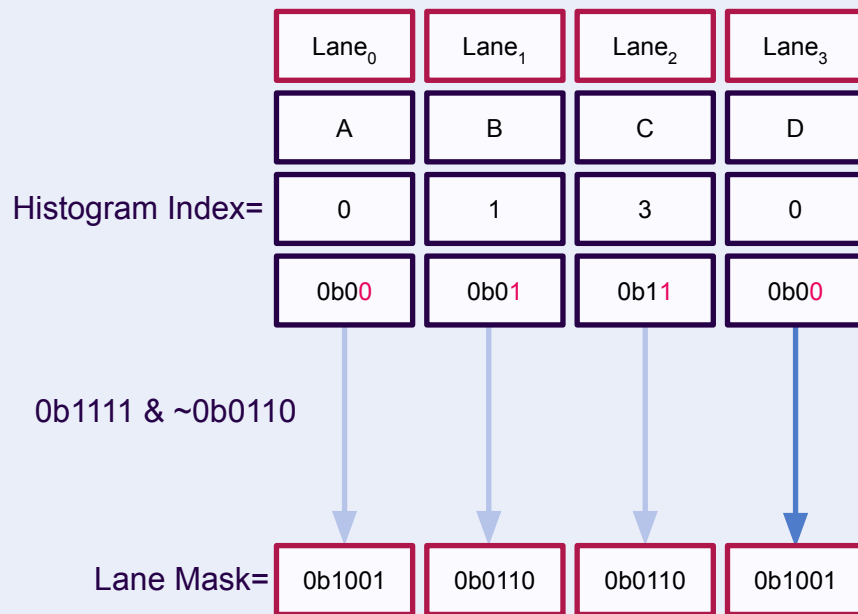 Lane0 Lane1 Lane2 Lane3
A B C D
Histogram Index= 0 1 3 0
0b00 0b01 0b11 0b00
0b1111 & ~0b0110
Lane Mask= 0b1001 0b0110 0b0110 0b1001